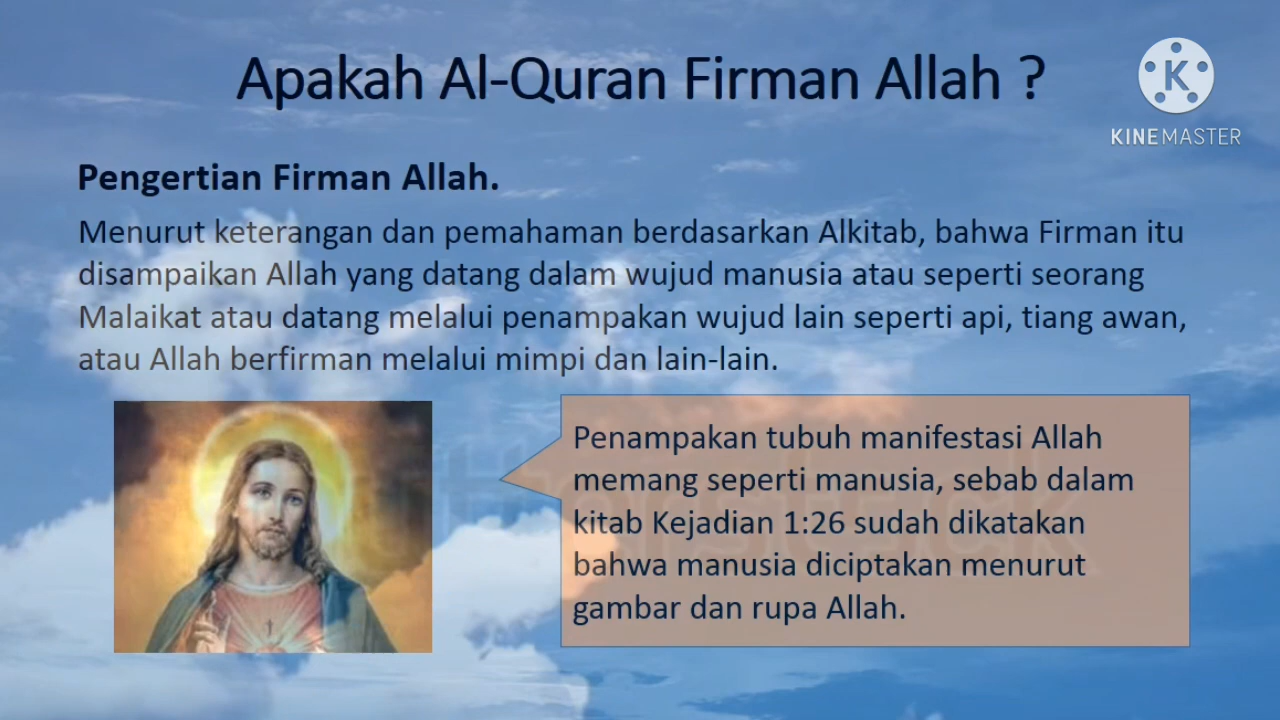 Apakah Al-Quran Firman Allah ?
K
KINEMASTER
Pengertian Firman Allah.
Menurut keterangan dan pemahaman berdasarkan Alkitab, bahwa Firman itu
disampaikan Allah yang datang dalam wujud manusia atau seperti seorang
Malaikat atau datang melalui penampakan wujud lain seperti api, tiang awan,
atau Allah berfirman melalui mimpi dan lain-lain.
Penampakan tubuh manifestasi Allah
memang seperti manusia, sebab dalam
kitab Kejadian 1:26 sudah dikatakan
bahwa manusia diciptakan menurut
gambar dan rupa Allah.